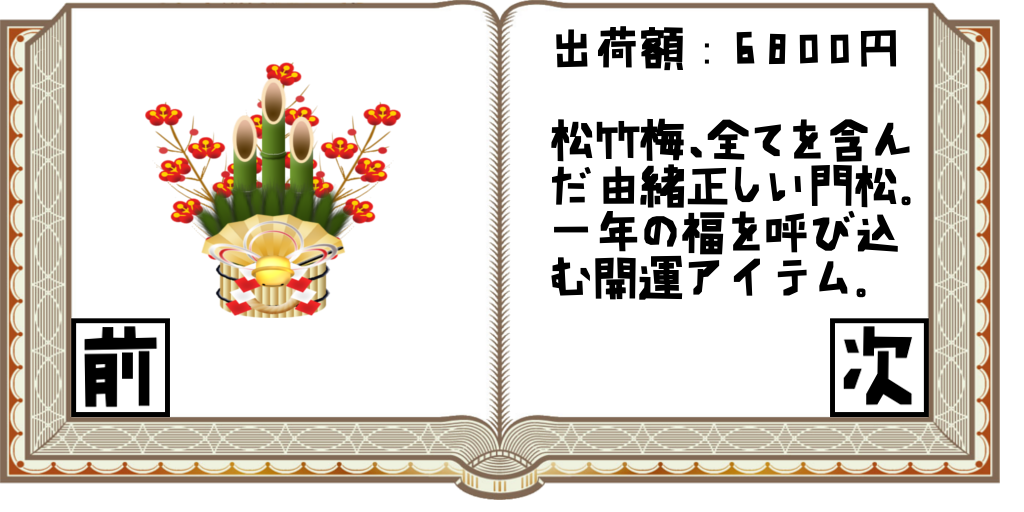 出荷額：6800円
松竹梅、全てを含ん
だ由緒正しい門松。
一年の福を呼び込
む開運アイテム。
前
次